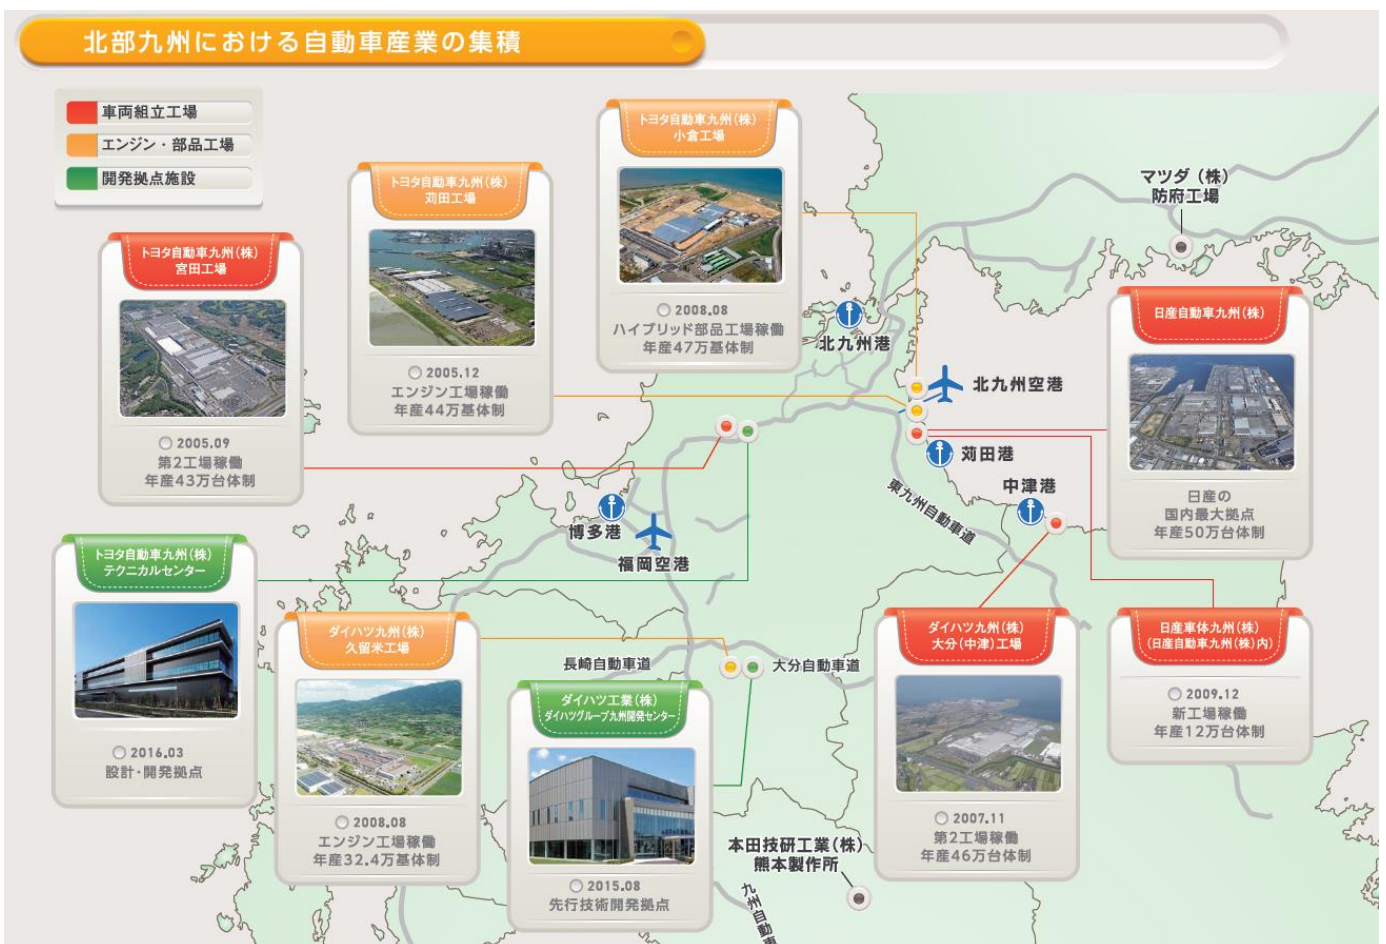 北部九州における自動車産業の集積
車両組立工場
エンジン・部品工場
開発拠点施設
トヨタ自動車九州(株)
小倉工場
2008.08
ハイブリッド部品工場稼働
年産47万基体制
トヨタ自動車九州(株)
苅田工場
2005.12
エンジン工場稼働
年産44万基体制
トヨタ自動車九州(株)
宮田工場
2005.09
第2工場稼働
年産43万台体制
マツダ(株)
防府工場
北九州港
北九州空港
苅田港
中津港
東九州自動車道
博多港
福岡空港
日産自動車九州(株)
日産の
国内最大拠点
年産50万台体制
トヨタ自動車九州(株)
テクニカルセンター
2016.03
設計・開発拠点
ダイハツ九州(株)
久留米工場
2008.08
エンジン工場稼働
年産32.4万基体制
長崎自動車道
大分自動車道
ダイハツ工業(株)
ダイハツグループ九州開発センター
2015.08
先行技術開発拠点
ダイハツ九州(株)
大分(中津)工場
2007.11
第2工場稼働
年産46万台体制
日産車体九州(株)
(日産自動車九州(株)内)
2009.12
新工場稼働
年産12万台体制
本田技研工業(株)
熊本製作所
九州自動車